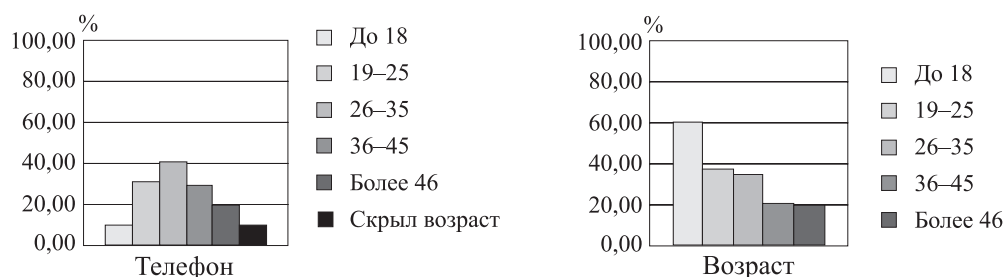 %
100,00
80,00
60,00
40,00
20,00
0,00
Телефон
До 18
19–25
26–35
36–45
Более 46
Скрыл возраст
%
100,00
80,00
60,00
40,00
20,00
0,00
Возраст
До 18
19–25
26–35
36–45
Более 46